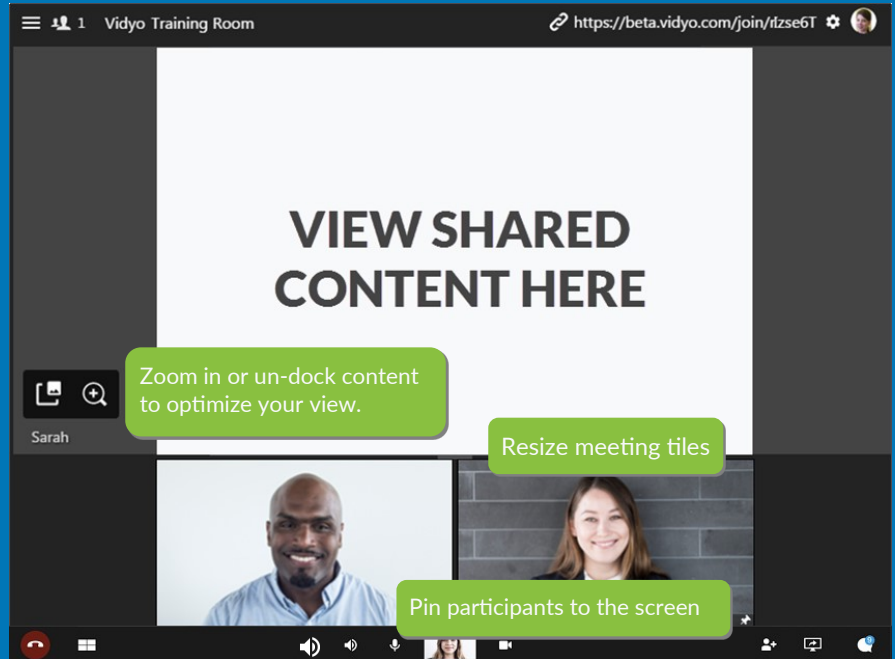 1 Vidyo Training Room
https://beta.vidyo.com/join/rlzse6T
VIEW SHARED
CONTENT HERE
Zoom in or un-dock content
to optimize your view.
Sarah
Resize meeting tiles
Pin participants to the screen
9